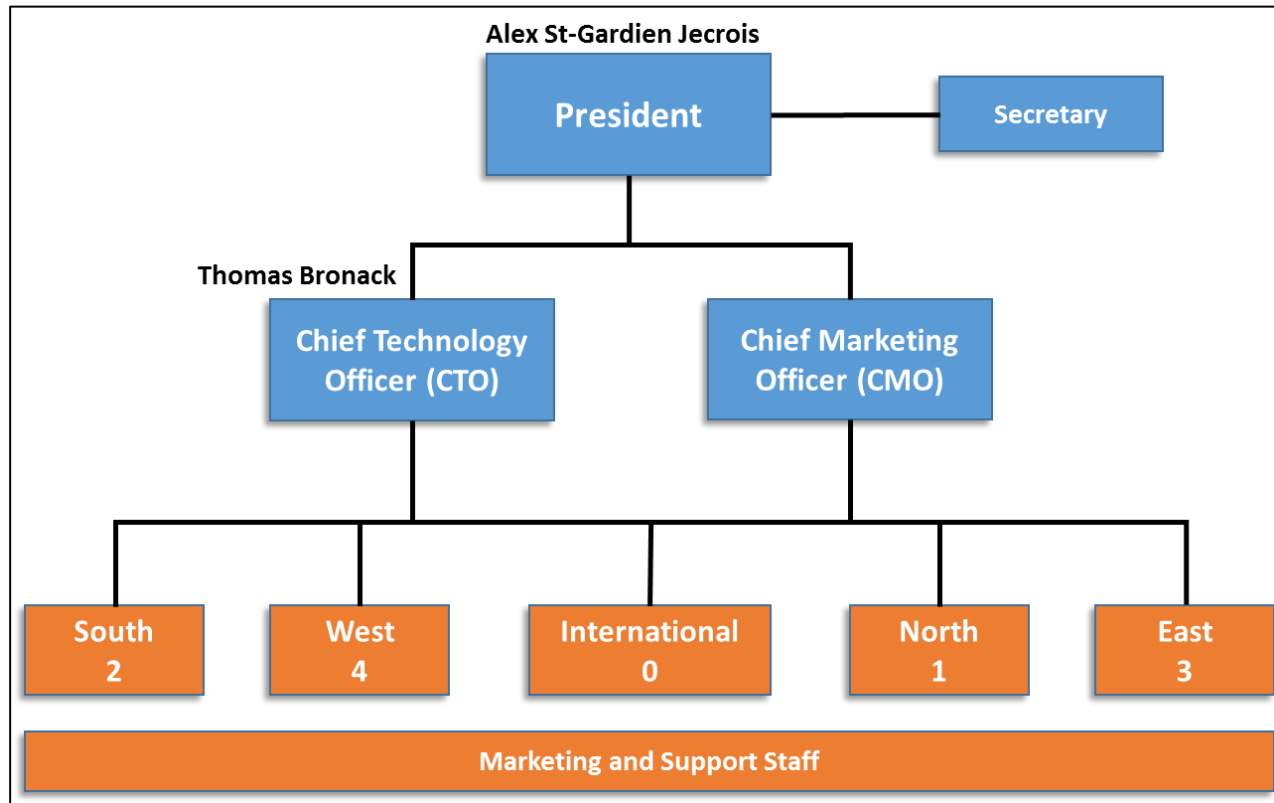 Alex St-Gardien Jecrois
President
Secretary
Thomas Bronack
Chief Technology
Officer (CTO)
Chief Marketing
Officer (CMO)
South
2
West
4
International
0
North
1
East
3
Marketing and Support Staff